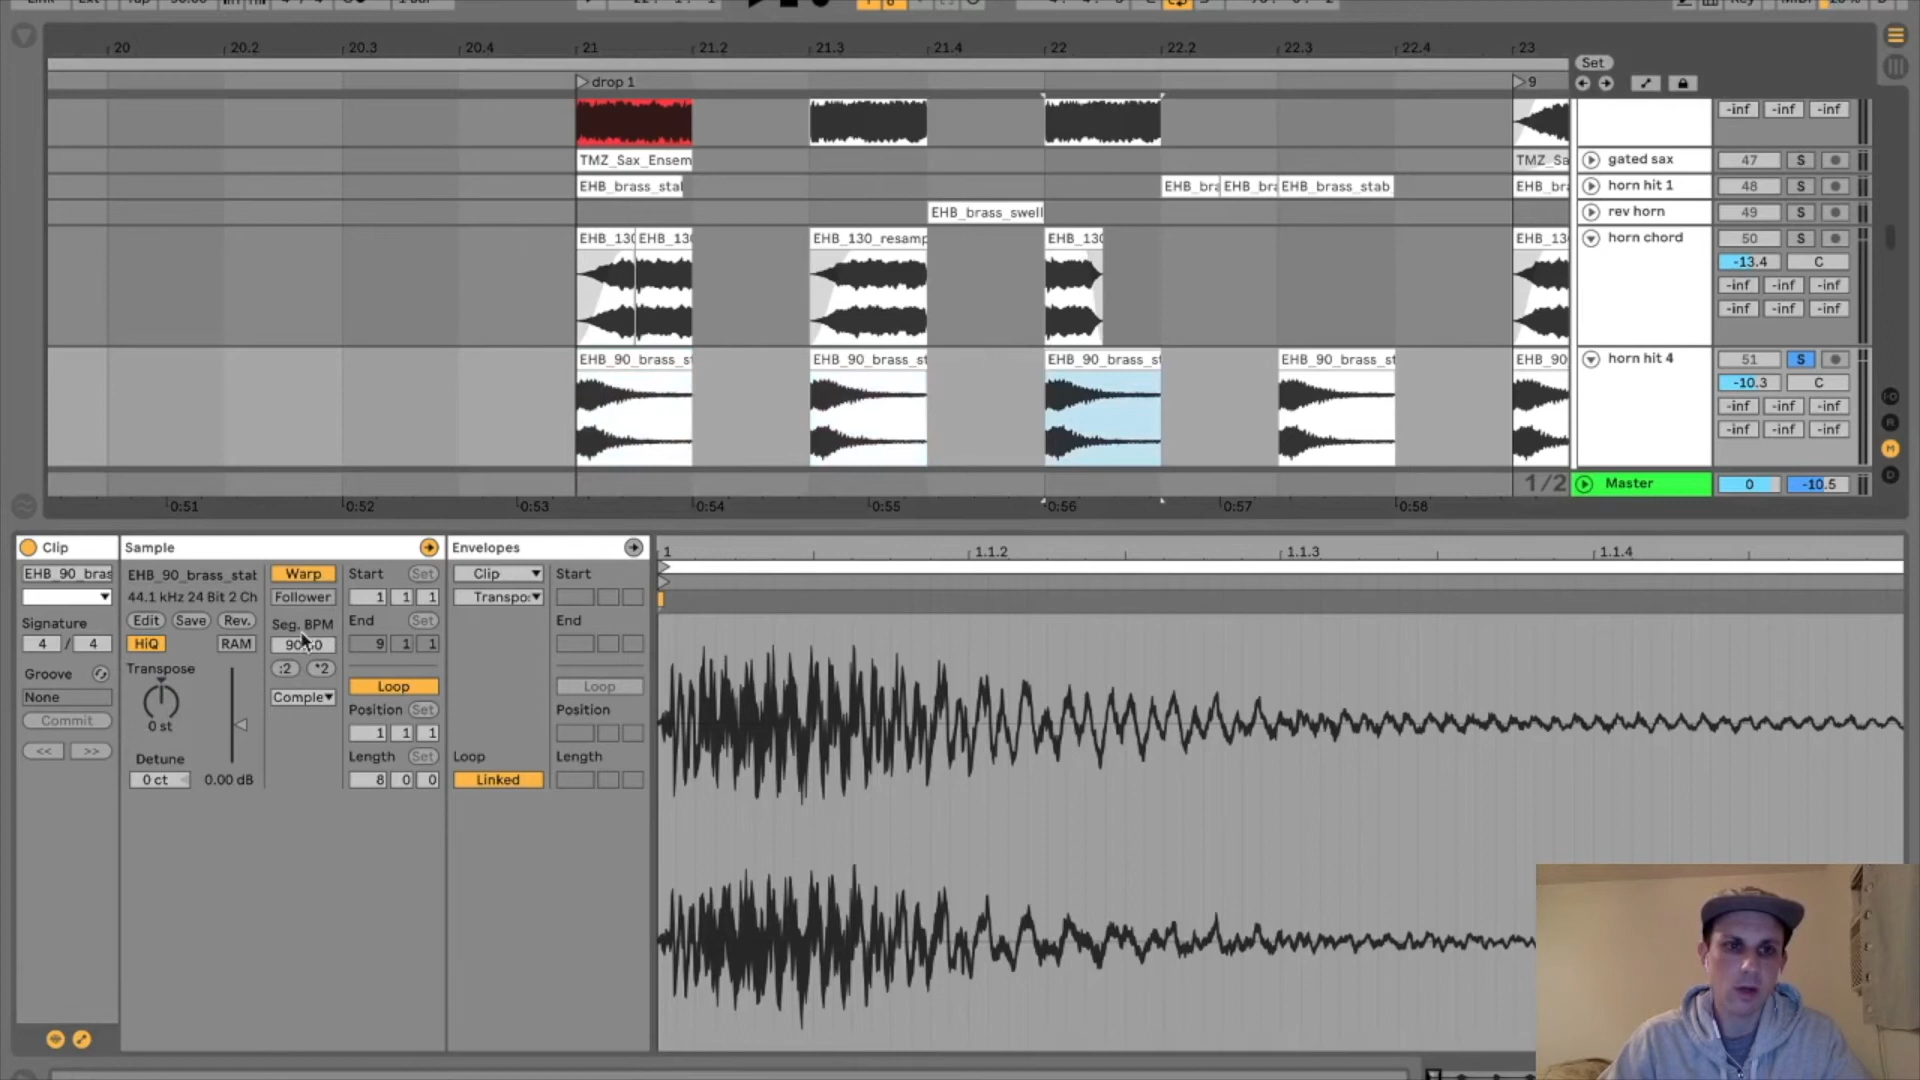 20 20.2 20.3 20.4 21 21.2 21.3 21.4 22 22.2 22.3 22.4 23
Set
drop 1 9
-inf -inf -inf
TMZ_Sax_Ensem TMZ_Sa gated sax 47 S
EHB_brass_stal EHB_bra EHB_bra EHB_brass_stab EHB_bra horn hit 1 48 S
EHB_brass_swell rev horn 49 S
EHB_130 EHB_130 EHB_130_resamp EHB_130 EHB_13 horn chord 50 S
-13.4 C
-inf -inf -inf
-inf -inf -inf
EHB_90_brass_st EHB_90_brass_st EHB_90_brass_st EHB_90_brass_st EHB_90 horn hit 4 51 S
-10.3 C
-inf -inf -inf
-inf -inf -inf
1/2 Master 0 -10.5
0:51 0:52 0:53 0:54 0:55 0:56 0:57 0:58
Clip Sample Envelopes
1 1.1.2 1.1.3 1.1.4
EHB_90_bras EHB_90_brass_stat Warp Start Set Clip Start
44.1 kHz 24 Bit 2 Ch Follower 1 1 1 Transpo:
Signature Edit Save Rev. Seg. BPM End Set End
4 / 4 HiQ RAM 9 1 1
Groove Transpose :2 *2
None Comple Loop Loop
Commit 0 st Position Set Position
<< >> 1 1 1
Detune Length Set Loop Length
0 ct 0.00 dB 8 0 0 Linked